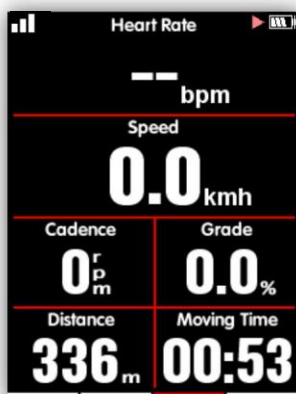 Heart Rate
-- bpm
Speed
0.0 kmh
Cadence Grade
0 rpm 0.0 %
Distance Moving Time
336 m 00:53